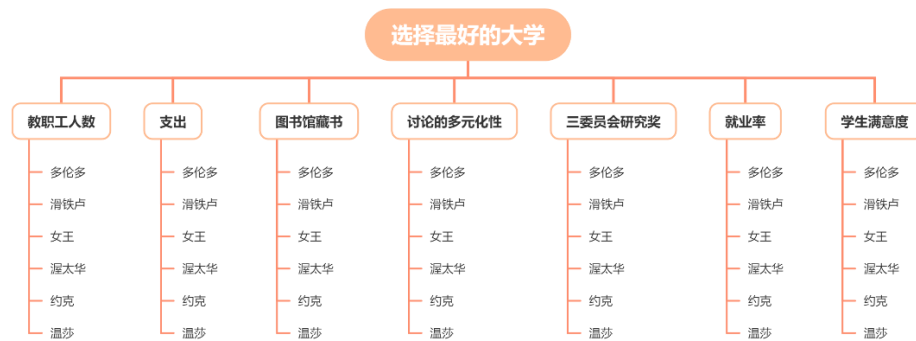 选择最好的大学
教职工人数
支出
图书馆藏书
讨论的多元化性
三委员会研究奖
就业率
学生满意度
多伦多
滑铁卢
女王
渥太华
约克
温莎
多伦多
滑铁卢
女王
渥太华
约克
温莎
多伦多
滑铁卢
女王
渥太华
约克
温莎
多伦多
滑铁卢
女王
渥太华
约克
温莎
多伦多
滑铁卢
女王
渥太华
约克
温莎
多伦多
滑铁卢
女王
渥太华
约克
温莎
多伦多
滑铁卢
女王
渥太华
约克
温莎